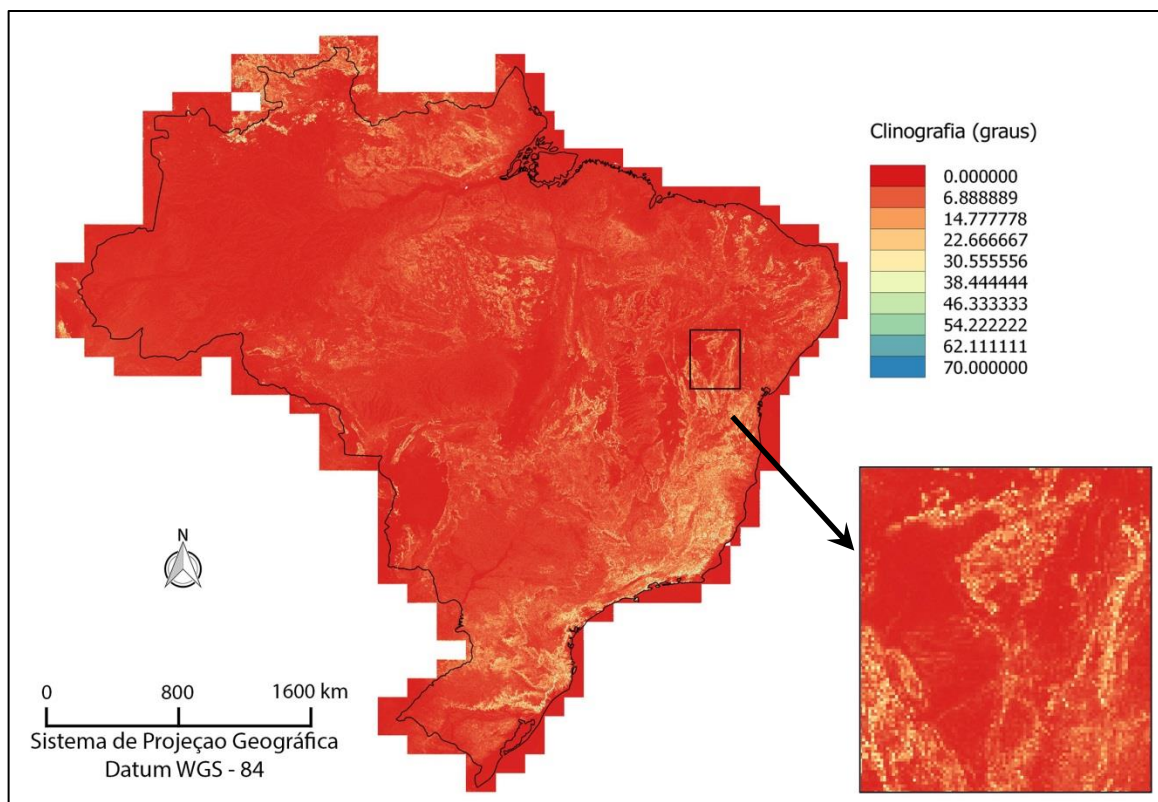 Clinografia (graus)
0.000000
6.888889
14.777778
22.666667
30.555556
38.444444
46.333333
54.222222
62.111111
70.000000
N
0 800 1600 km
Sistema de Projeçao Geográfica
Datum WGS - 84